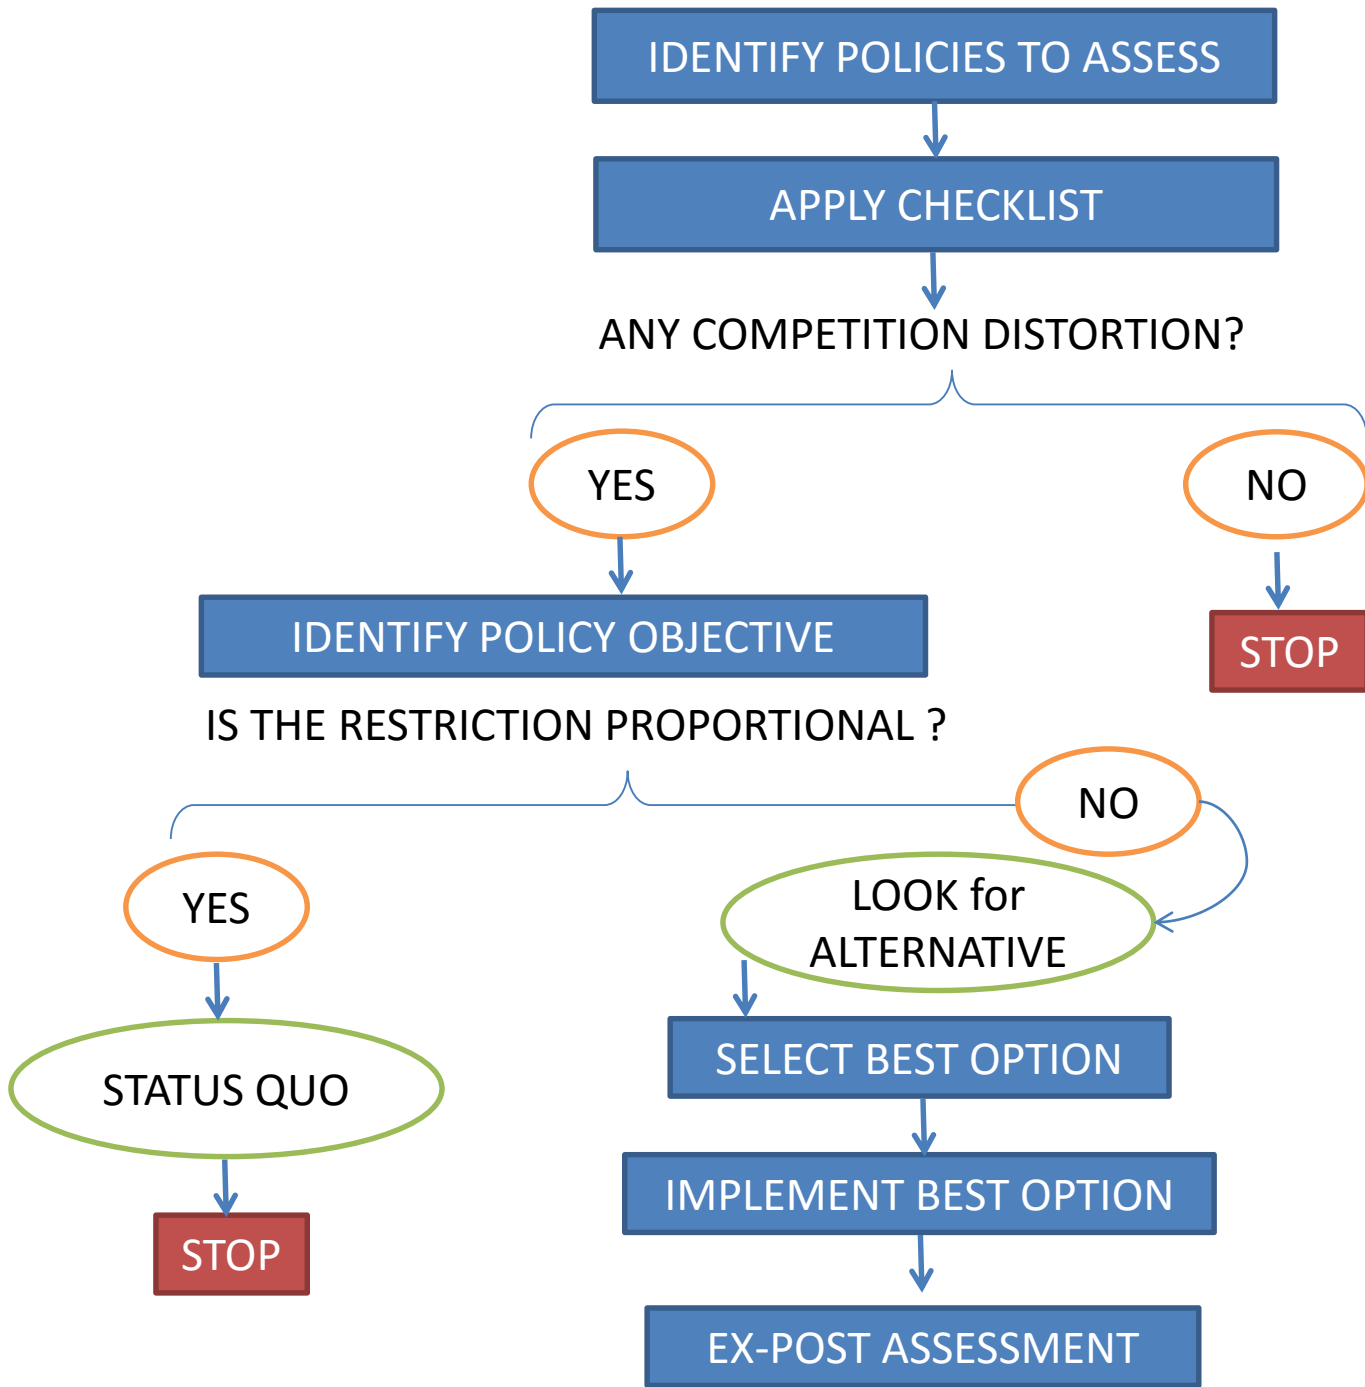 IDENTIFY POLICIES TO ASSESS
APPLY CHECKLIST
ANY COMPETITION DISTORTION?
YES
NO
IDENTIFY POLICY OBJECTIVE
STOP
IS THE RESTRICTION PROPORTIONAL ?
NO
YES
LOOK for
ALTERNATIVE
STATUS QUO
SELECT BEST OPTION
IMPLEMENT BEST OPTION
STOP
EX-POST ASSESSMENT